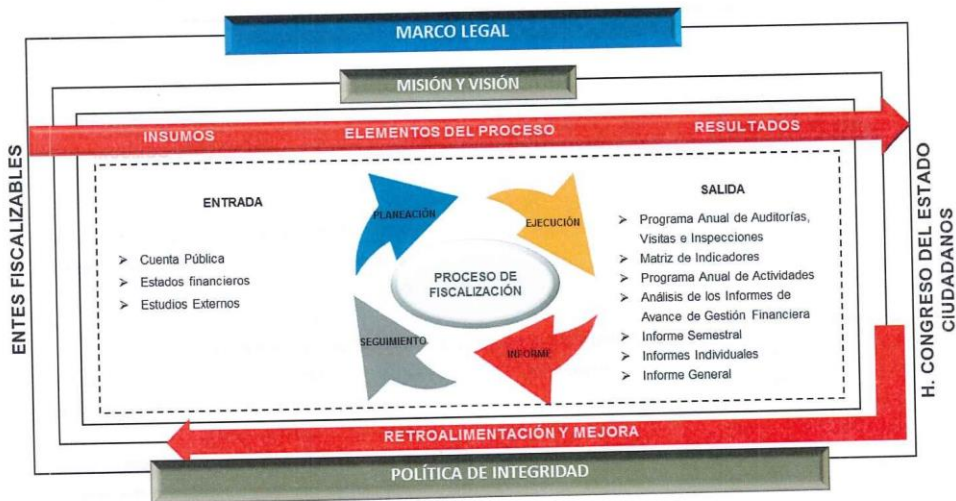 MARCO LEGAL
MISIÓN Y VISIÓN
INSUMOS
ELEMENTOS DEL PROCESO
RESULTADOS
ENTES FISCALIZABLES
ENTRADA
➢ Cuenta Pública
➢ Estados financieros
➢ Estudios Externos
PLANEACIÓN
EJECUCIÓN
PROCESO DE
FISCALIZACIÓN
SEGUIMIENTO
INFORME
SALIDA
➢ Programa Anual de Auditorías,
Visitas e Inspecciones
➢ Matriz de Indicadores
➢ Programa Anual de Actividades
➢ Análisis de los Informes de
Avance de Gestión Financiera
➢ Informe Semestral
➢ Informes Individuales
➢ Informe General
H. CONGRESO DEL ESTADO
CIUDADANOS
RETROALIMENTACIÓN Y MEJORA
POLÍTICA DE INTEGRIDAD